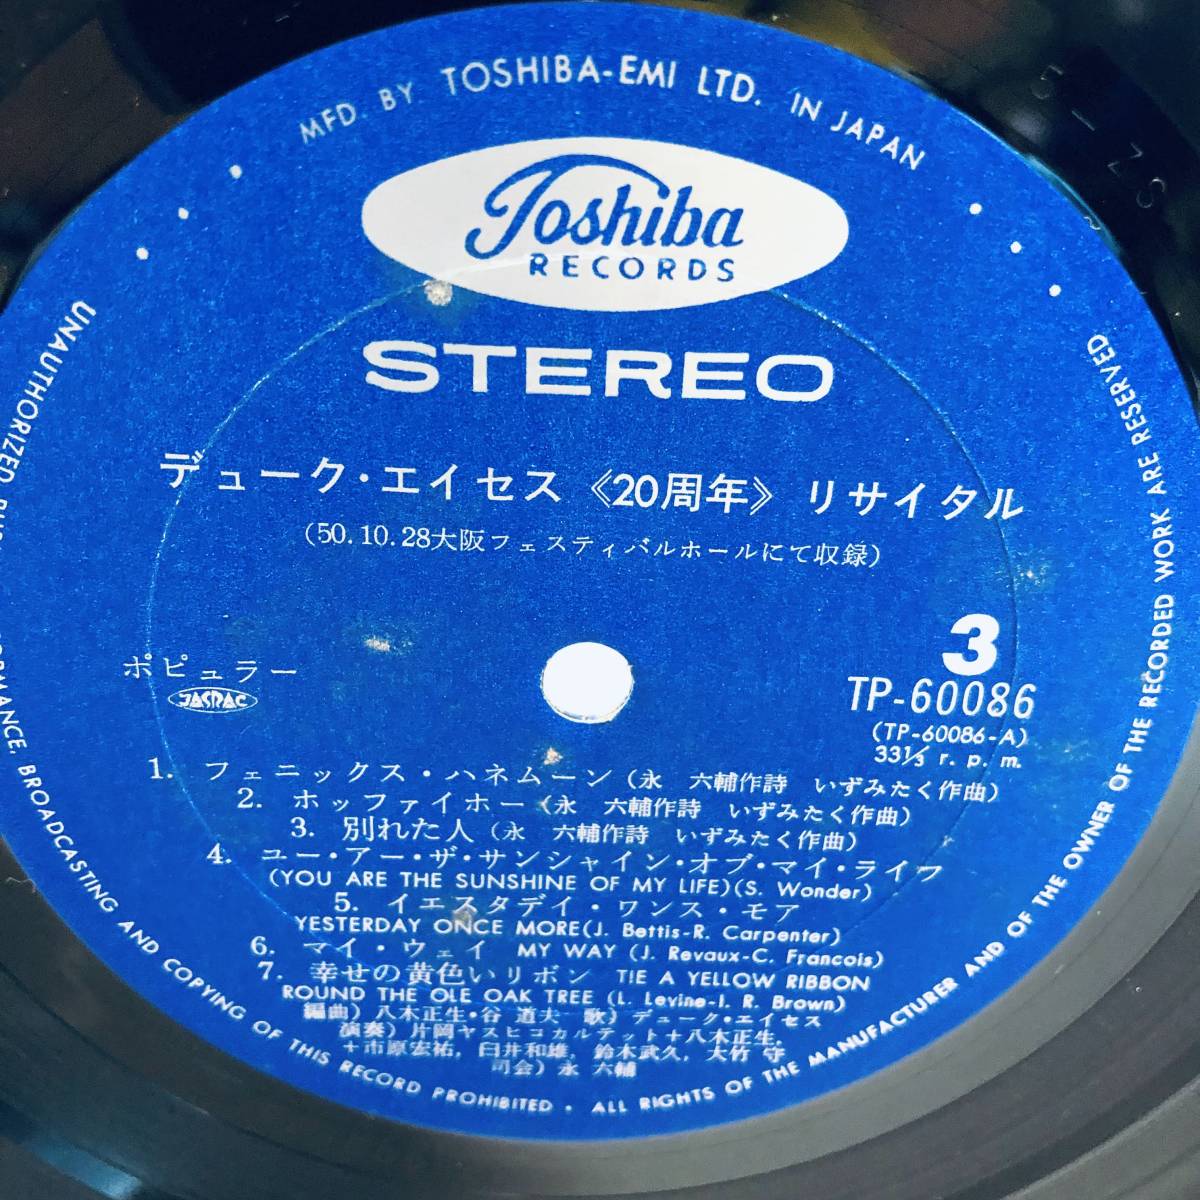 MFD. BY TOSHIBA-EMI LTD. IN JAPAN
Toshiba
RECORDS
STEREO
デューク・エイセス《20周年》リサイタル
(50.10.28大阪フェスティバルホールにて収録)
3
ポピュラー
JASRAC
TP-60086
(TP-60086-A)
33⅓ r. p. m.
1. フェニックス・ハネムーン(永 六輔作詩 いずみたく作曲)
2. ホッファイホー(永 六輔作詩 いずみたく作曲)
3. 別れた人(永 六輔作詩 いずみたく作曲)
4. ユー・アー・ザ・サンシャイン・オブ・マイ・ライフ
(YOU ARE THE SUNSHINE OF MY LIFE)(S. Wonder)
5. イエスタデイ・ワンス・モア
YESTERDAY ONCE MORE(J. Bettis-R. Carpenter)
6. マイ・ウェイ MY WAY (J. Revaux-C. Francois)
7. 幸せの黄色いリボン TIE A YELLOW RIBBON
ROUND THE OLE OAK TREE (L. Levine-I. R. Brown)
編曲)八木正生・谷 道夫 歌)デューク・エイセス
演奏)片岡ヤスヒコカルテット+八木正生,
+市原宏祐, 臼井和雄, 鈴木武久, 大竹 守
司会)永 六輔
UNAUTHORIZED BROADCASTING AND COPYING OF THIS RECORD PROHIBITED • ALL RIGHTS OF THE MANUFACTURER AND OF THE OWNER OF THE RECORDED WORK ARE RESERVED